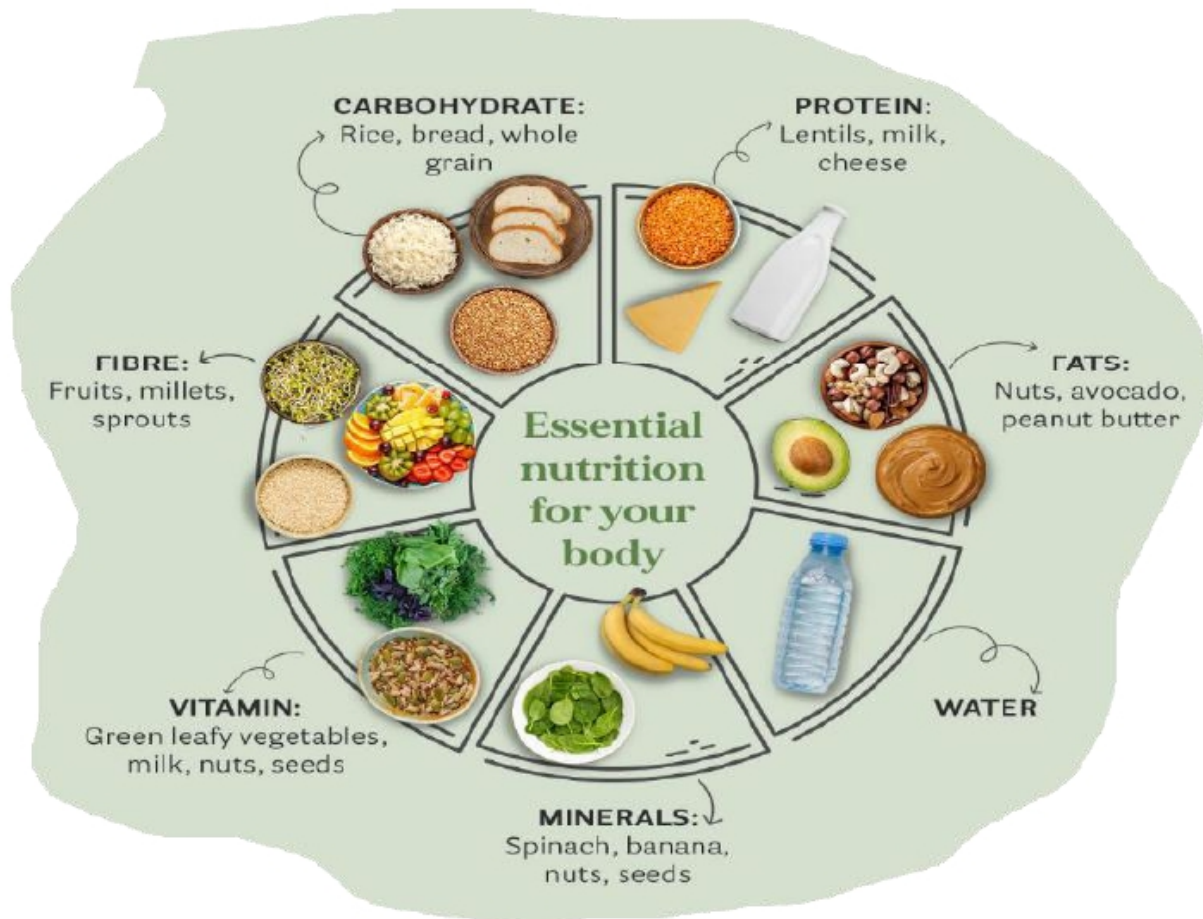 CARBOHYDRATE:
Rice, bread, whole
grain
PROTEIN:
Lentils, milk,
cheese
FIBRE:
Fruits, millets,
sprouts
FATS:
Nuts, avocado,
peanut butter
Essential
nutrition
for your
body
VITAMIN:
Green leafy vegetables,
milk, nuts, seeds
WATER
MINERALS:
Spinach, banana,
nuts, seeds